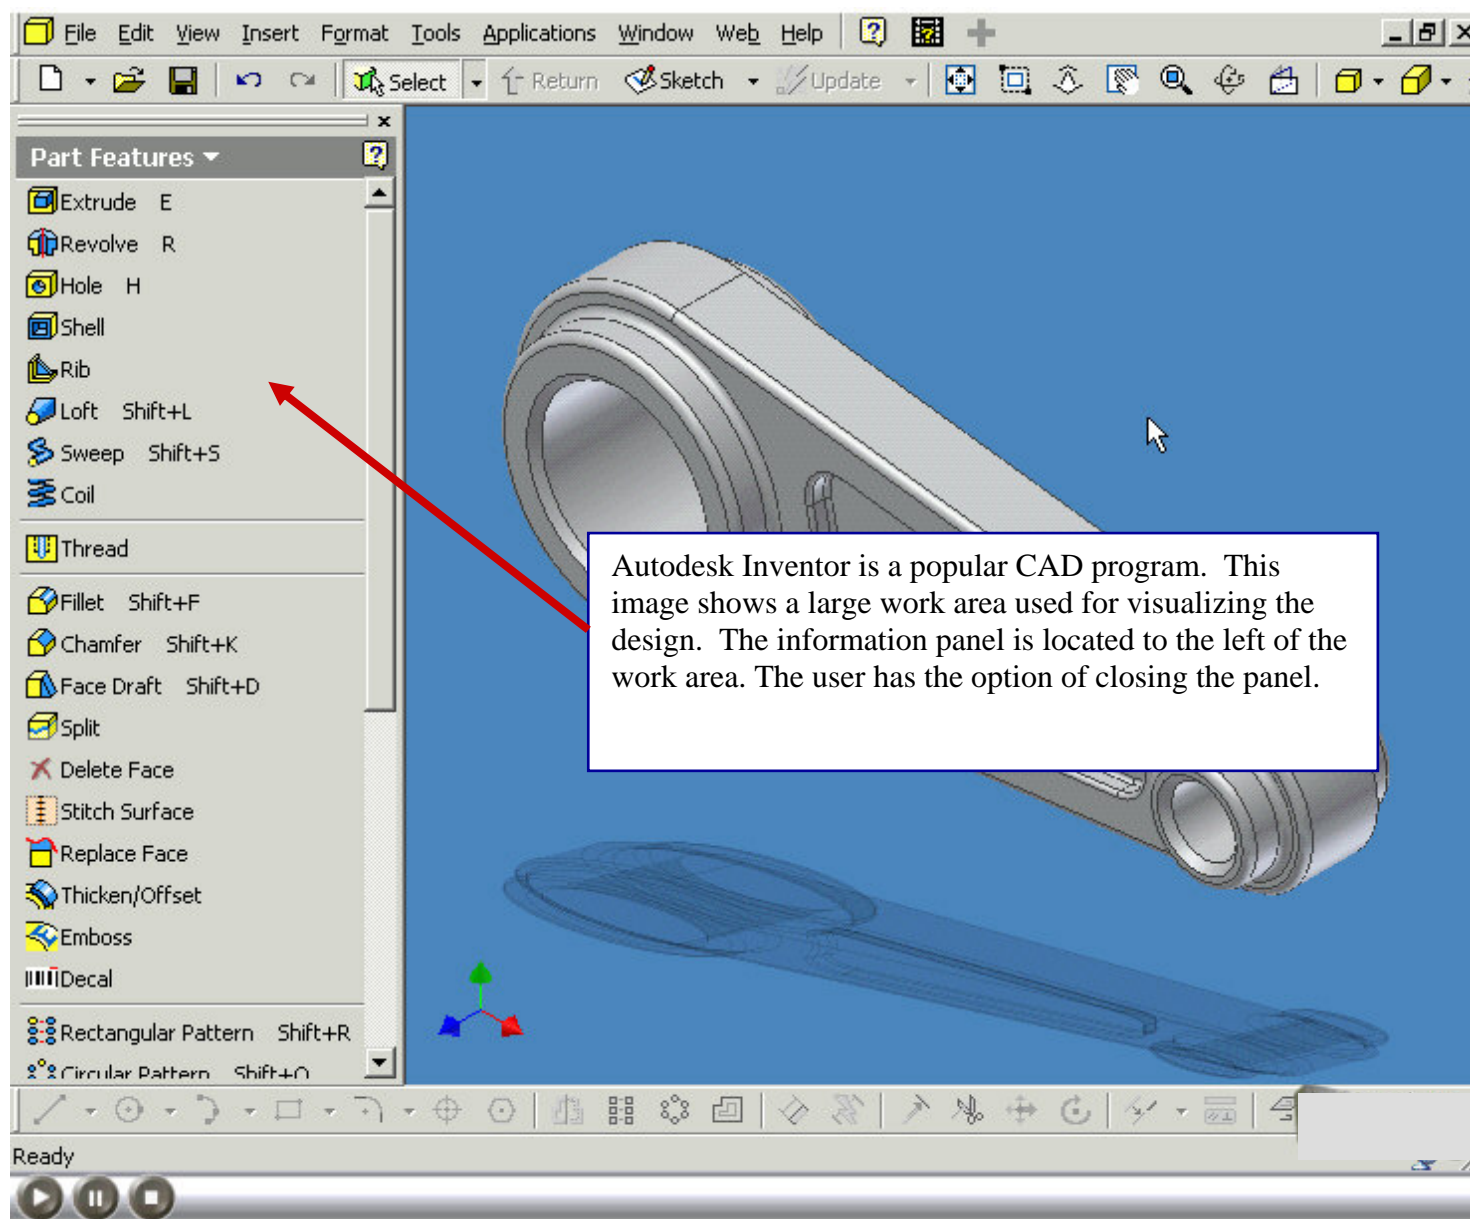 File Edit View Insert Format Tools Applications Window Web Help
Select Return Sketch Update
Part Features
Extrude E
Revolve R
Hole H
Shell
Rib
Loft Shift+L
Sweep Shift+S
Coil
Thread
Fillet Shift+F
Chamfer Shift+K
Face Draft Shift+D
Split
Delete Face
Stitch Surface
Replace Face
Thicken/Offset
Emboss
Decal
Rectangular Pattern Shift+R
Circular Pattern Shift+O
Autodesk Inventor is a popular CAD program. This
image shows a large work area used for visualizing the
design. The information panel is located to the left of the
work area. The user has the option of closing the panel.
Ready